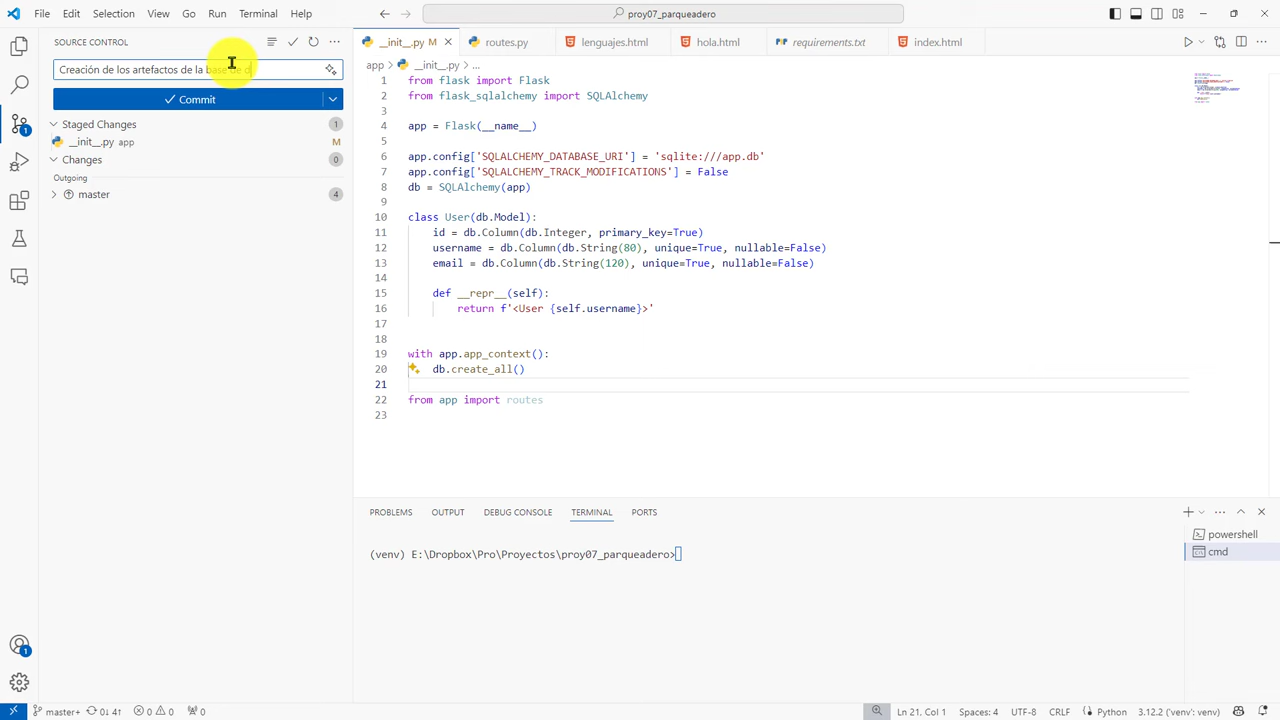 File Edit Selection View Go Run Terminal Help
proy07_parqueadero
SOURCE CONTROL
Creación de los artefactos de la base de d
Commit
Staged Changes 1
__init__.py app M
Changes 0
Outgoing
master 4
__init__.py M
routes.py
lenguajes.html
hola.html
requirements.txt
index.html
app > __init__.py > ...
1 from flask import Flask
2 from flask_sqlalchemy import SQLAlchemy
3
4 app = Flask(__name__)
5
6 app.config['SQLALCHEMY_DATABASE_URI'] = 'sqlite:///app.db'
7 app.config['SQLALCHEMY_TRACK_MODIFICATIONS'] = False
8 db = SQLAlchemy(app)
9
10 class User(db.Model):
11 id = db.Column(db.Integer, primary_key=True)
12 username = db.Column(db.String(80), unique=True, nullable=False)
13 email = db.Column(db.String(120), unique=True, nullable=False)
14
15 def __repr__(self):
16 return f'<User {self.username}>'
17
18
19 with app.app_context():
20 db.create_all()
21
22 from app import routes
23
PROBLEMS OUTPUT DEBUG CONSOLE TERMINAL PORTS
(venv) E:\Dropbox\Pro\Proyectos\proy07_parqueadero>
powershell
cmd
1
1
master+ 0↓ 4↑ 0 0 0
Ln 21, Col 1 Spaces: 4 UTF-8 CRLF Python 3.12.2 ('venv': venv)